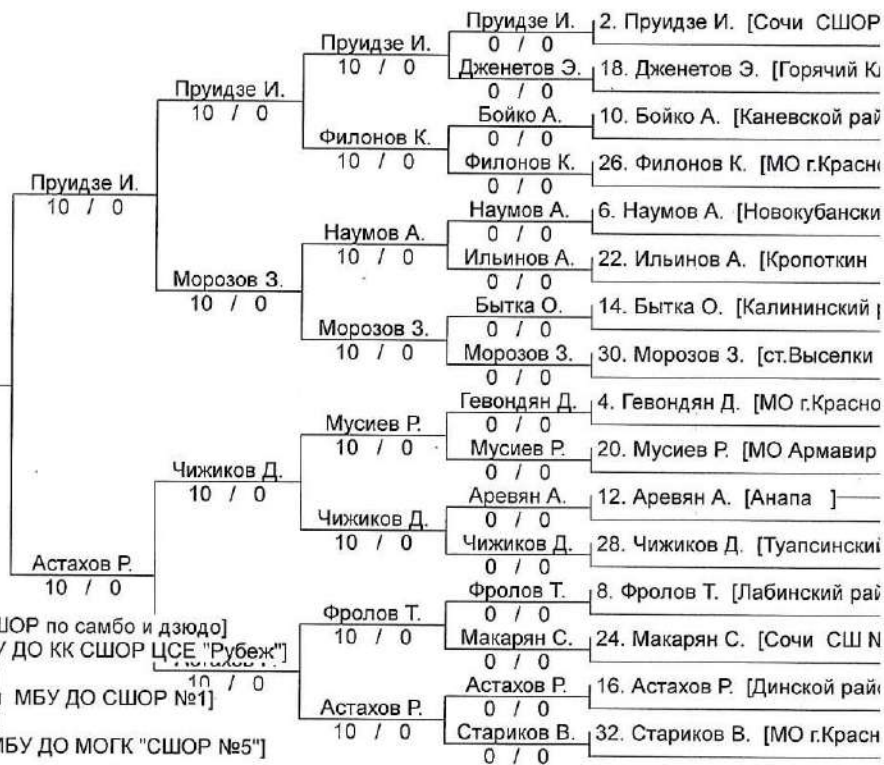 Пруидзе И.
2. Пруидзе И. [Сочи СШОР
Пруидзе И.
0 / 0
10 / 0
Дженетов Э.
18. Дженетов Э. [Горячий
Пруидзе И.
0 / 0
10 / 0
Бойко А.
10. Бойко А. [Каневской рай
Филонов К.
0 / 0
10 / 0
Филонов К.
26. Филонов К. [МО г.Красно
Пруидзе И.
0 / 0
10 / 0
Наумов А.
6. Наумов А. [Новокубански
Наумов А.
0 / 0
10 / 0
Ильинов А.
22. Ильинов А. [Кропоткин
Морозов З.
0 / 0
10 / 0
Бытка О.
14. Бытка О. [Калининский
Морозов З.
0 / 0
10 / 0
Морозов З.
30. Морозов З. [ст.Выселки
0 / 0
Гевондян Д.
4. Гевондян Д. [МО г.Красно
Мусиев Р.
0 / 0
10 / 0
Мусиев Р.
20. Мусиев Р. [МО Армавир
Чижиков Д.
0 / 0
10 / 0
Аревян А.
12. Аревян А. [Анапа ]
Чижиков Д.
0 / 0
10 / 0
Чижиков Д.
28. Чижиков Д. [Туапсинский
Астахов Р.
0 / 0
10 / 0
Фролов Т.
8. Фролов Т. [Лабинский рай
Фролов Т.
0 / 0
10 / 0
Макарян С.
24. Макарян С. [Сочи СШ N
0 / 0
10 / 0
Астахов Р.
16. Астахов Р. [Динской райо
Астахов Р.
0 / 0
10 / 0
Стариков В.
32. Стариков В. [МО г.Красн
0 / 0
ШОР по самбо и дзюдо]
У ДО КК СШОР ЦСЕ "Рубеж"]
МБУ ДО СШОР №1]
МБУ ДО МОГК "СШОР №5"]